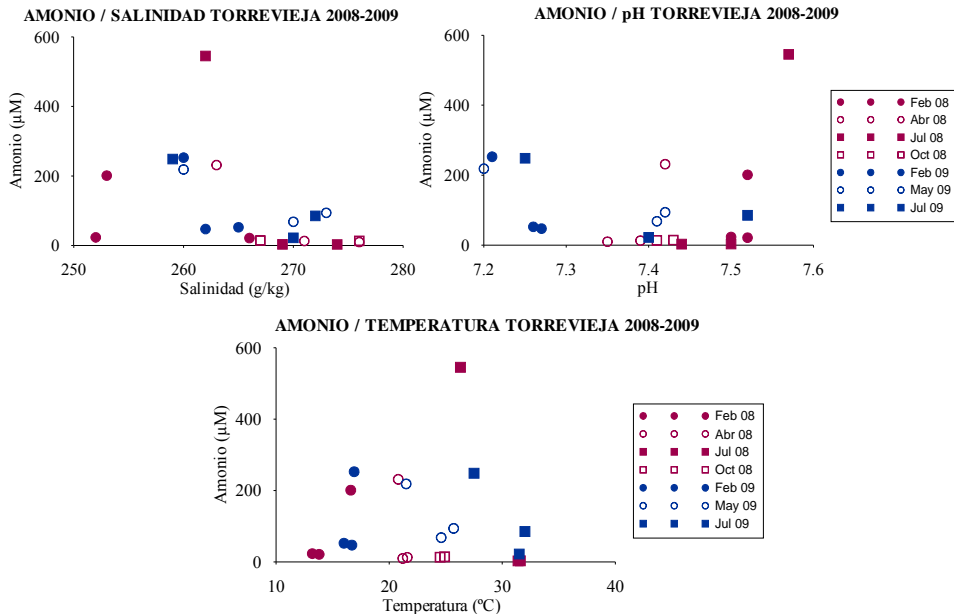 AMONIO / SALINIDAD TORREVIEJA 2008-2009
600
400
200
0
Amonio (µM)
250
260
270
280
Salinidad (g/kg)
AMONIO / pH TORREVIEJA 2008-2009
600
400
200
0
Amonio (µM)
7.2
7.3
7.4
7.5
7.6
pH
Feb 08
Abr 08
Jul 08
Oct 08
Feb 09
May 09
Jul 09
AMONIO / TEMPERATURA TORREVIEJA 2008-2009
600
400
200
0
Amonio (µM)
10
20
30
40
Temperatura (ºC)
Feb 08
Abr 08
Jul 08
Oct 08
Feb 09
May 09
Jul 09